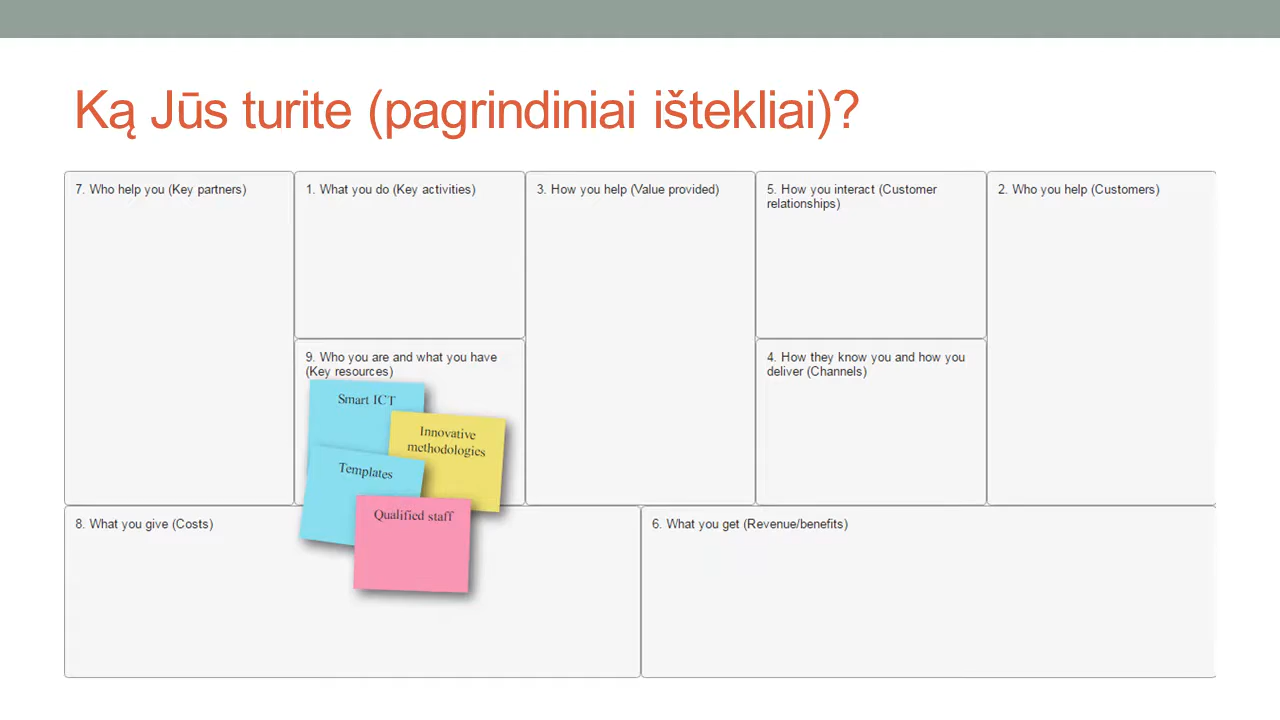 Ką Jūs turite (pagrindiniai ištekliai)?
7. Who help you (Key partners)
1. What you do (Key activities)
3. How you help (Value provided)
5. How you interact (Customer
relationships)
2. Who you help (Customers)
9. Who you are and what you have
(Key resources)
Smart ICT
Innovative
methodologies
Templates
Qualified staff
4. How they know you and how you
deliver (Channels)
8. What you give (Costs)
6. What you get (Revenue/benefits)